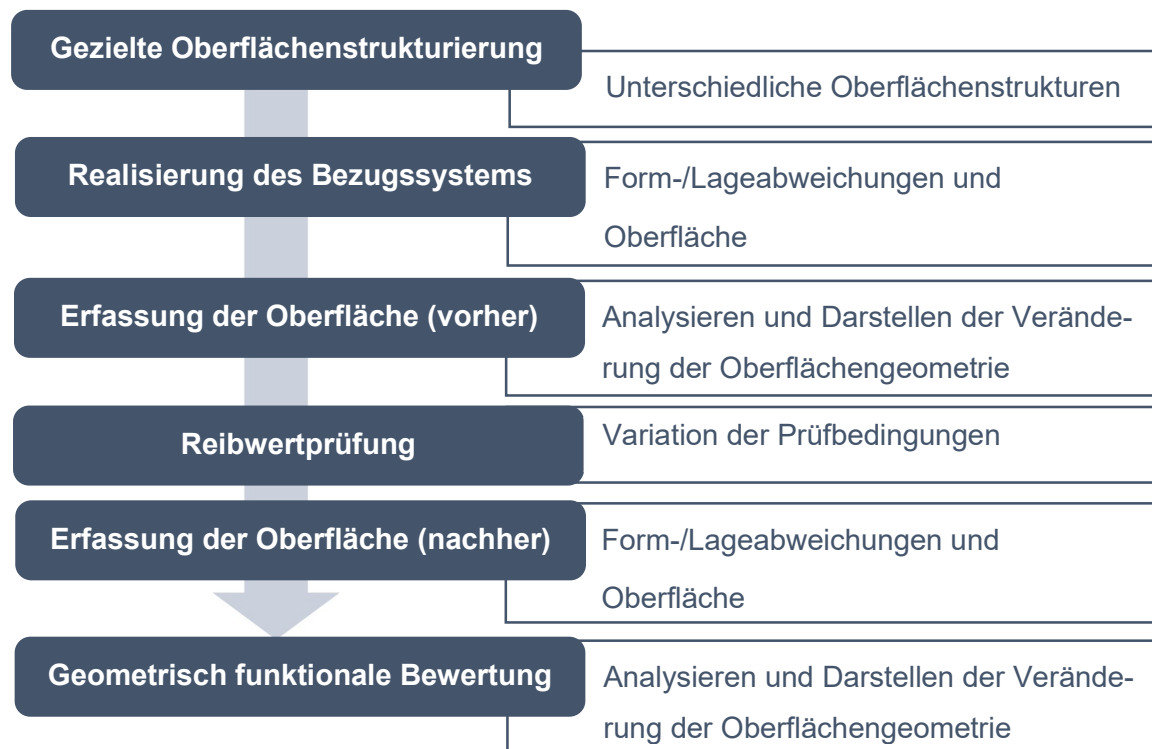 Gezielte Oberflächenstrukturierung
Unterschiedliche Oberflächenstrukturen
Realisierung des Bezugssystems
Form-/Lageabweichungen und
Oberfläche
Erfassung der Oberfläche (vorher)
Analysieren und Darstellen der Verände-
rung der Oberflächengeometrie
Reibwertprüfung
Variation der Prüfbedingungen
Erfassung der Oberfläche (nachher)
Form-/Lageabweichungen und
Oberfläche
Geometrisch funktionale Bewertung
Analysieren und Darstellen der Verände-
rung der Oberflächengeometrie